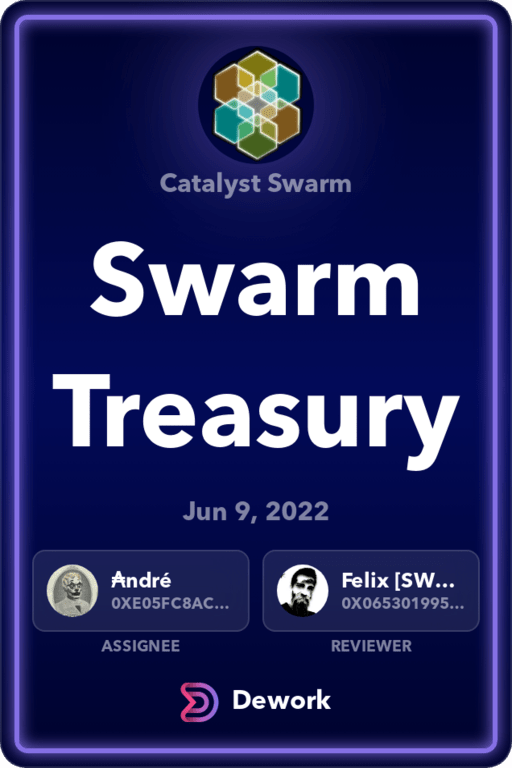 Catalyst Swarm
Swarm
Treasury
Jun 9, 2022
₳ndré
0XE05FC8AC...
ASSIGNEE
Felix [SW...
0X065301995...
REVIEWER
Dework